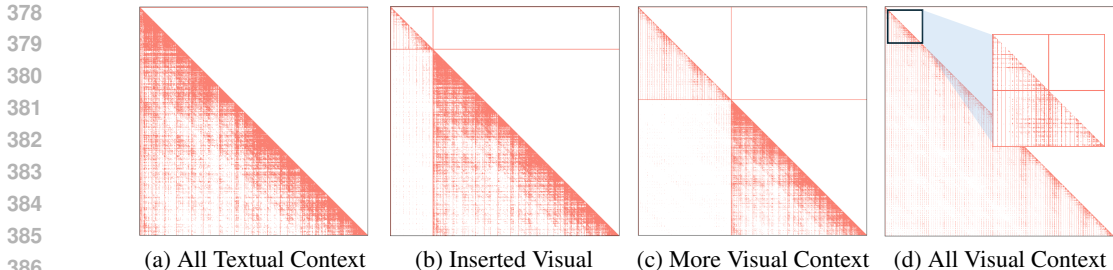 378
379
380
381
382
383
384
385
386
(a) All Textual Context
(b) Inserted Visual
(c) More Visual Context
(d) All Visual Context